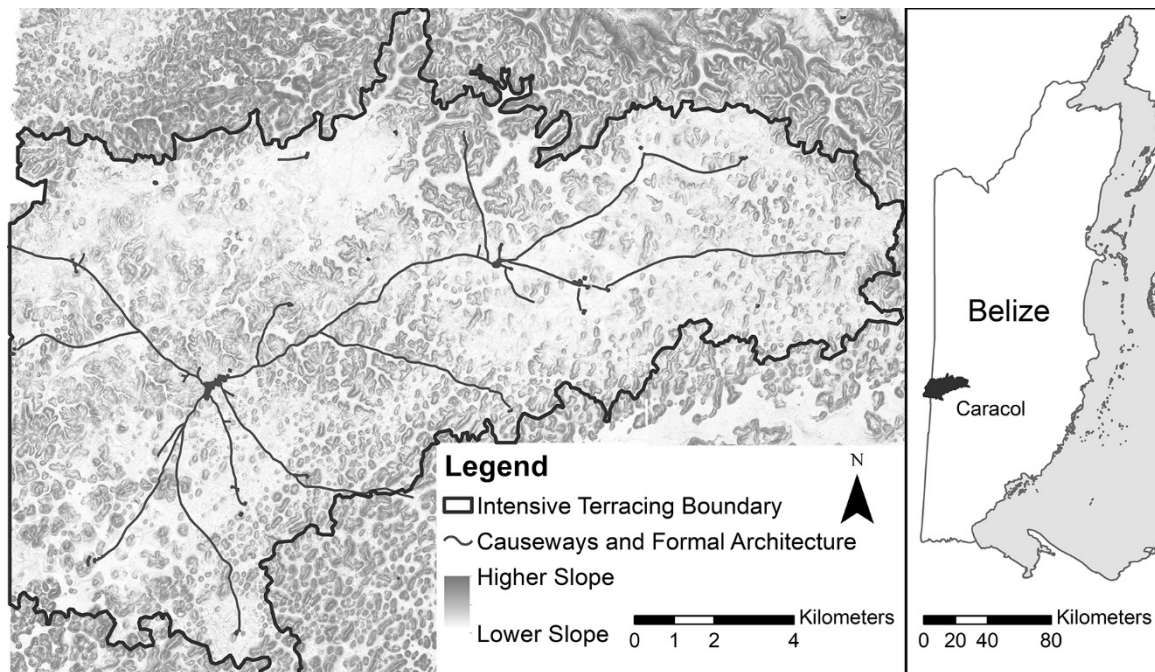 Legend
N
Intensive Terracing Boundary
Causeways and Formal Architecture
Higher Slope
Lower Slope
Kilometers
0 1 2 4
Belize
Caracol
Kilometers
0 20 40 80